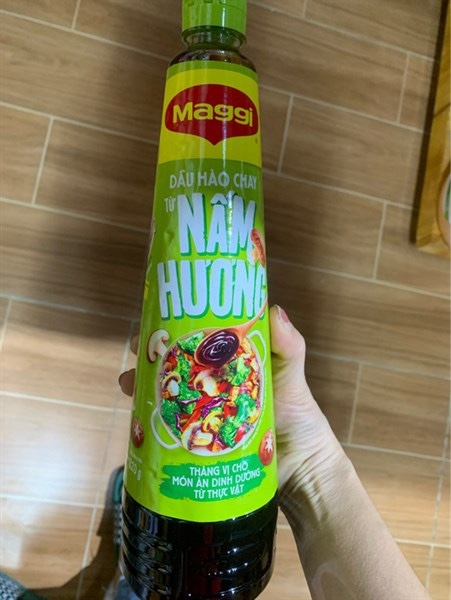 Maggi
DẦU HÀO CHAY
TỪ
NẤM
HƯƠNG
THĂNG VỊ CHO
MÓN ĂN DINH DƯỠNG
TỪ THỰC VẬT